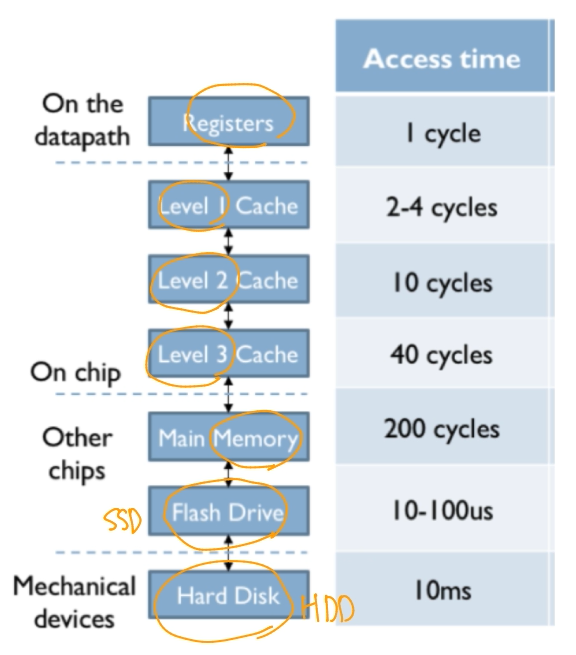 Access time
On the
datapath
Registers
1 cycle
Level 1 Cache
2-4 cycles
Level 2 Cache
10 cycles
Level 3 Cache
40 cycles
On chip
Other
chips
Main Memory
200 cycles
SSD
Flash Drive
10-100us
Mechanical
devices
Hard Disk
HDD
10ms